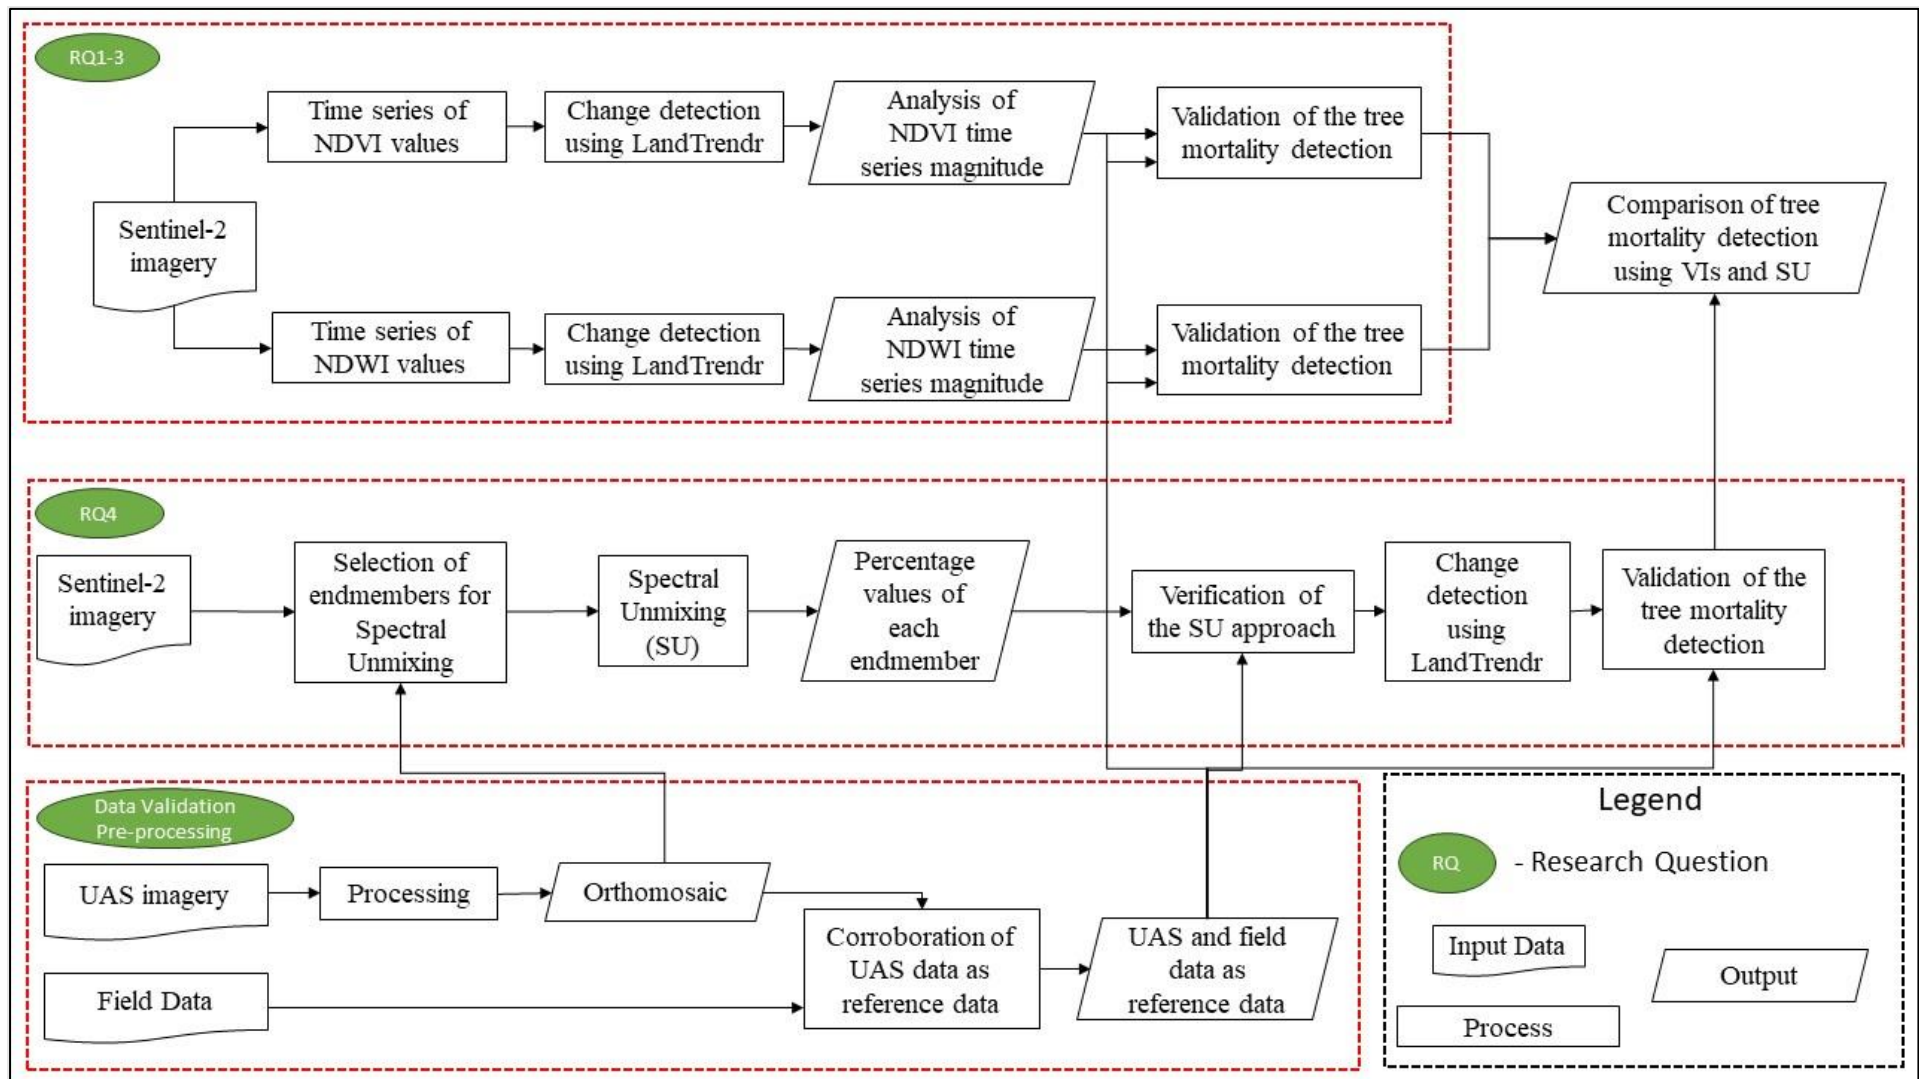 RQ1-3
Time series of
NDVI values
Change detection
using LandTrendr
Analysis of
NDVI time
series magnitude
Validation of the tree
mortality detection
Sentinel-2
imagery
Comparison of tree
mortality detection
using VIs and SU
Time series of
NDWI values
Change detection
using LandTrendr
Analysis of
NDWI time
series magnitude
Validation of the tree
mortality detection
RQ4
Sentinel-2
imagery
Selection of
endmembers for
Spectral
Unmixing
Spectral
Unmixing
(SU)
Percentage
values of
each
endmember
Verification of
the SU approach
Change
detection
using
LandTrendr
Validation of the
tree mortality
detection
Data Validation
Pre-processing
UAS imagery
Processing
Orthomosaic
Field Data
Corroboration of
UAS data as
reference data
UAS and field
data as
reference data
Legend
RQ
- Research Question
Input Data
Output
Process